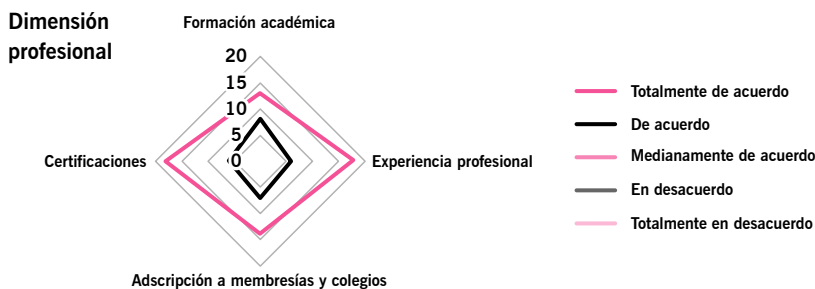 Dimensión
profesional
Formación académica
20
15
10
5
0
Certificaciones
Experiencia profesional
Adscripción a membresías y colegios
Totalmente de acuerdo
De acuerdo
Medianamente de acuerdo
En desacuerdo
Totalmente en desacuerdo